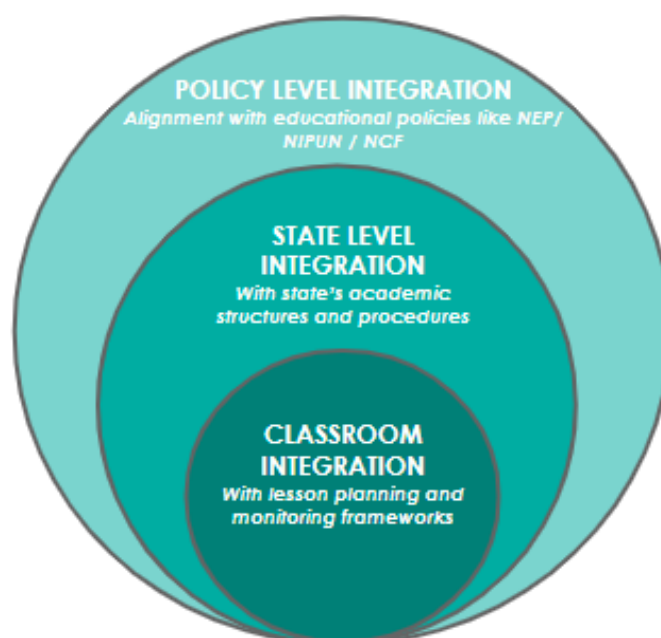 POLICY LEVEL INTEGRATION
Alignment with educational policies like NEP/
NIPUN / NCF
STATE LEVEL
INTEGRATION
With state's academic
structures and procedures
CLASSROOM
INTEGRATION
With lesson planning and
monitoring frameworks